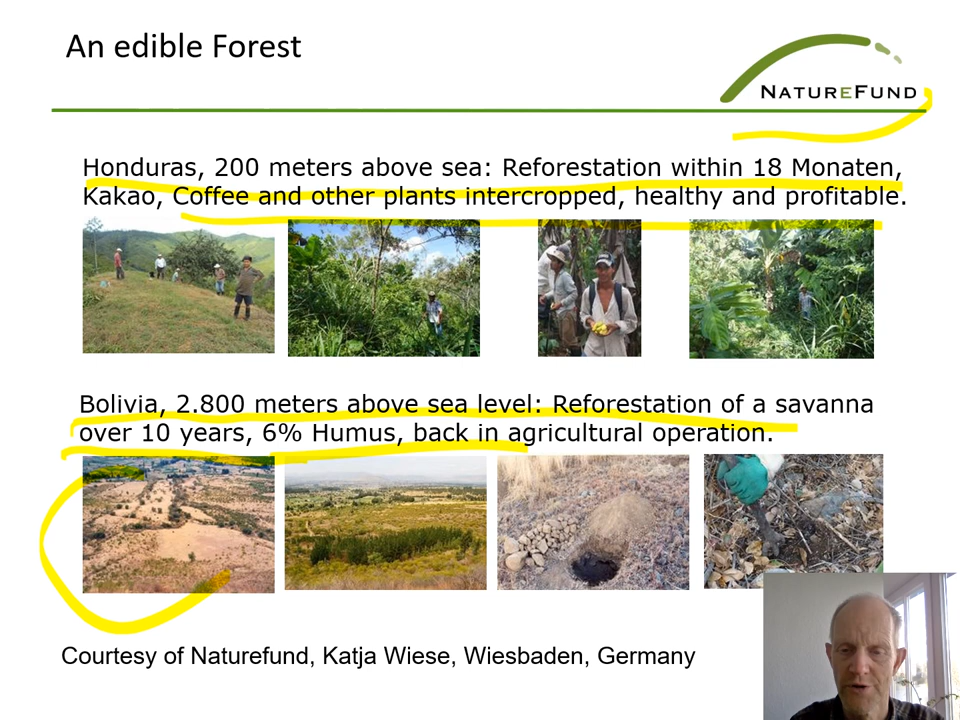 An edible Forest
NATUREFUND
Honduras, 200 meters above sea: Reforestation within 18 Monaten,
Kakao, Coffee and other plants intercropped, healthy and profitable.
Bolivia, 2.800 meters above sea level: Reforestation of a savanna
over 10 years, 6% Humus, back in agricultural operation.
Courtesy of Naturefund, Katja Wiese, Wiesbaden, Germany